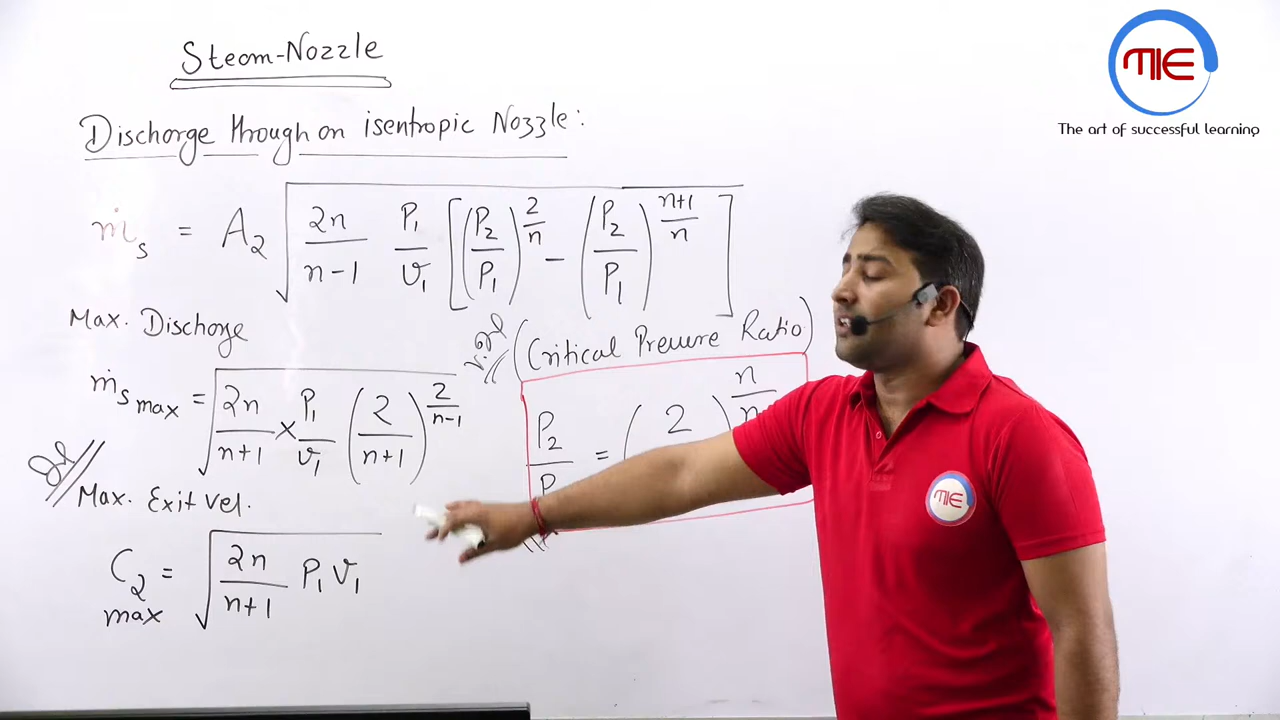 Steam-Nozzle
MIE
The art of successful learning
Discharge through an isentropic Nozzle:
ṁs = A2 √( 2n/(n-1) P1/v1 [ (P2/P1)^(2/n) - (P2/P1)^((n+1)/n) ] )
Max. Discharge
(Critical Pressure Ratio)
ṁs max = √( 2n/(n+1) × P1/v1 (2/(n+1))^(2/(n-1)) )
P2/P = ( 2 )^(n/n
Max. Exit Vel.
C2 max = √( 2n/(n+1) P1 v1 )
MIE